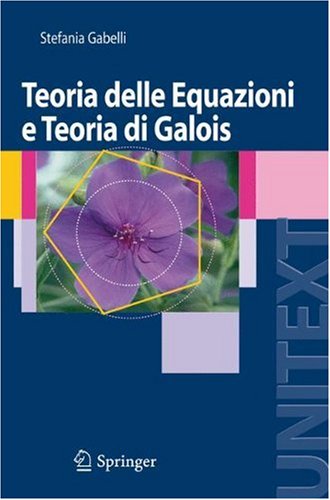 Stefania Gabelli
Teoria delle Equazioni
e Teoria di Galois
UNITEXT
Springer